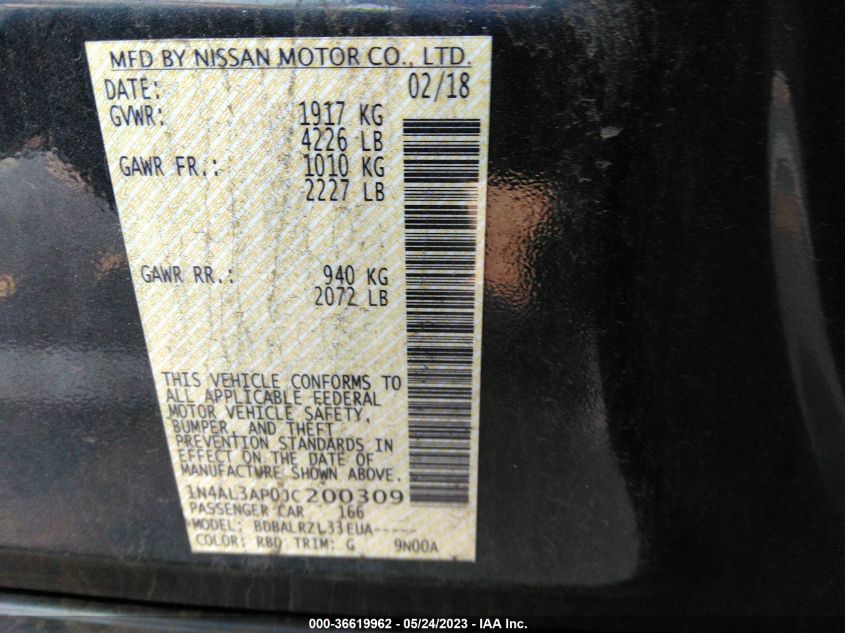 MFD BY NISSAN MOTOR CO., LTD.
DATE: 02/18
GVWR: 1917 KG
4226 LB
GAWR FR.: 1010 KG
2227 LB
GAWR RR.: 940 KG
2072 LB
THIS VEHICLE CONFORMS TO
ALL APPLICABLE FEDERAL
MOTOR VEHICLE SAFETY,
BUMPER, AND THEFT
PREVENTION STANDARDS IN
EFFECT ON THE DATE OF
MANUFACTURE SHOWN ABOVE.
1N4AL3AP0JC200309
PASSENGER CAR 166
MODEL: BDBALRZL33EUA-----
COLOR: RBD TRIM: G 9N00A
000-36619962 - 05/24/2023 - IAA Inc.